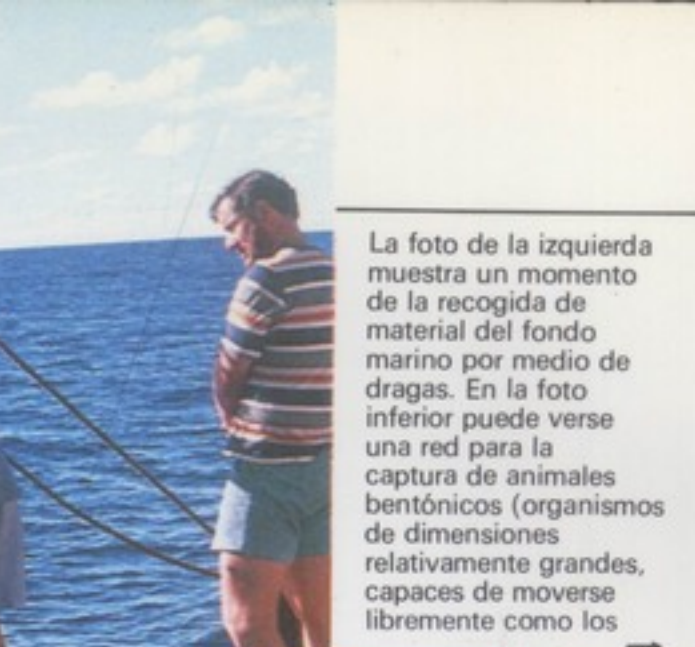 La foto de la izquierda
muestra un momento
de la recogida de
material del fondo
marino por medio de
dragas. En la foto
inferior puede verse
una red para la
captura de animales
bentónicos (organismos
de dimensiones
relativamente grandes,
capaces de moverse
libremente como los